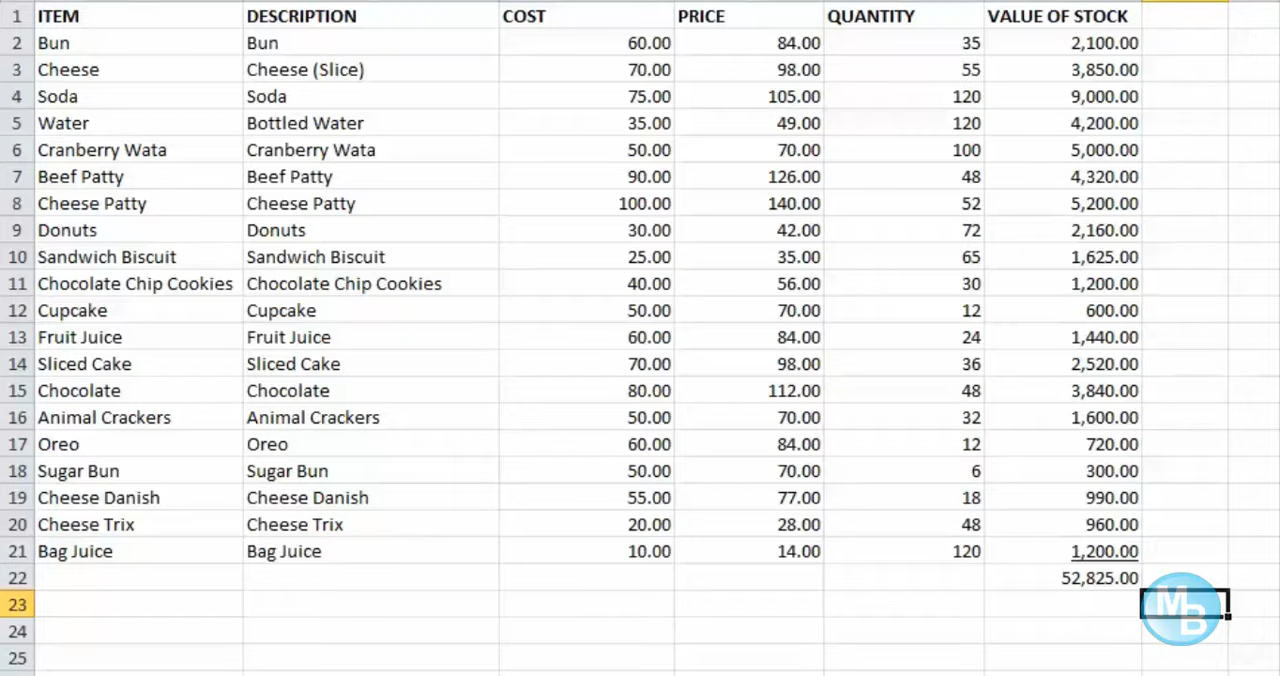 1 ITEM DESCRIPTION COST PRICE QUANTITY VALUE OF STOCK
2 Bun Bun 60.00 84.00 35 2,100.00
3 Cheese Cheese (Slice) 70.00 98.00 55 3,850.00
4 Soda Soda 75.00 105.00 120 9,000.00
5 Water Bottled Water 35.00 49.00 120 4,200.00
6 Cranberry Wata Cranberry Wata 50.00 70.00 100 5,000.00
7 Beef Patty Beef Patty 90.00 126.00 48 4,320.00
8 Cheese Patty Cheese Patty 100.00 140.00 52 5,200.00
9 Donuts Donuts 30.00 42.00 72 2,160.00
10 Sandwich Biscuit Sandwich Biscuit 25.00 35.00 65 1,625.00
11 Chocolate Chip Cookies Chocolate Chip Cookies 40.00 56.00 30 1,200.00
12 Cupcake Cupcake 50.00 70.00 12 600.00
13 Fruit Juice Fruit Juice 60.00 84.00 24 1,440.00
14 Sliced Cake Sliced Cake 70.00 98.00 36 2,520.00
15 Chocolate Chocolate 80.00 112.00 48 3,840.00
16 Animal Crackers Animal Crackers 50.00 70.00 32 1,600.00
17 Oreo Oreo 60.00 84.00 12 720.00
18 Sugar Bun Sugar Bun 50.00 70.00 6 300.00
19 Cheese Danish Cheese Danish 55.00 77.00 18 990.00
20 Cheese Trix Cheese Trix 20.00 28.00 48 960.00
21 Bag Juice Bag Juice 10.00 14.00 120 1,200.00
22 52,825.00
23 MB
24
25